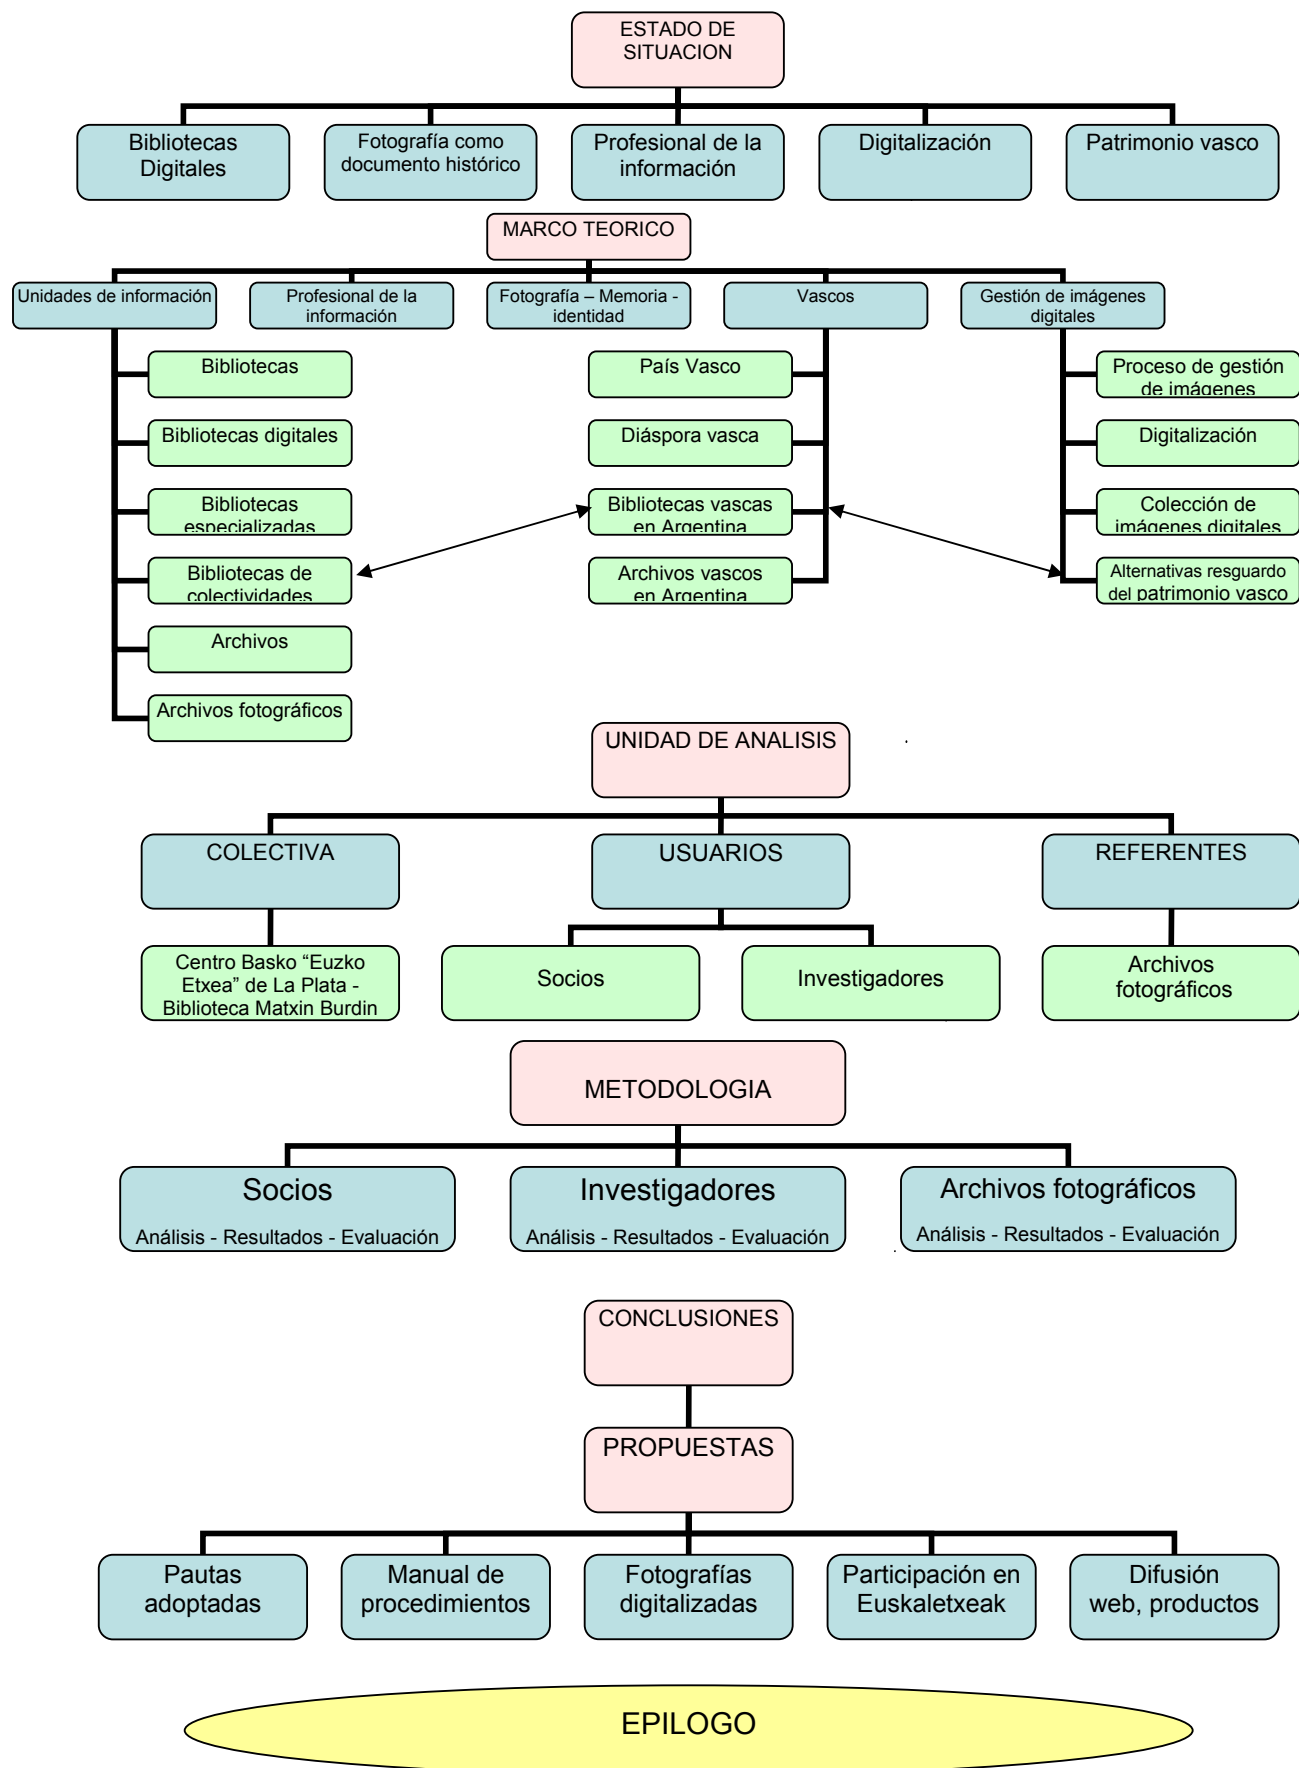 ESTADO DE
SITUACION
Bibliotecas
Digitales
Fotografía como
documento histórico
Profesional de la
información
Digitalización
Patrimonio vasco
MARCO TEORICO
Unidades de información
Profesional de la
información
Fotografía – Memoria -
identidad
Vascos
Gestión de imágenes
digitales
Bibliotecas
Bibliotecas digitales
Bibliotecas
especializadas
Bibliotecas de
colectividades
Archivos
Archivos fotográficos
País Vasco
Diáspora vasca
Bibliotecas vascas
en Argentina
Archivos vascos
en Argentina
Proceso de gestión
de imágenes
Digitalización
Colección de
imágenes digitales
Alternativas resguardo
del patrimonio vasco
UNIDAD DE ANALISIS
COLECTIVA
USUARIOS
REFERENTES
Centro Basko “Euzko
Etxea” de La Plata -
Biblioteca Matxin Burdin
Socios
Investigadores
Archivos
fotográficos
METODOLOGIA
Socios
Análisis - Resultados - Evaluación
Investigadores
Análisis - Resultados - Evaluación
Archivos fotográficos
Análisis - Resultados - Evaluación
CONCLUSIONES
PROPUESTAS
Pautas
adoptadas
Manual de
procedimientos
Fotografías
digitalizadas
Participación en
Euskaletxeak
Difusión
web, productos
EPILOGO